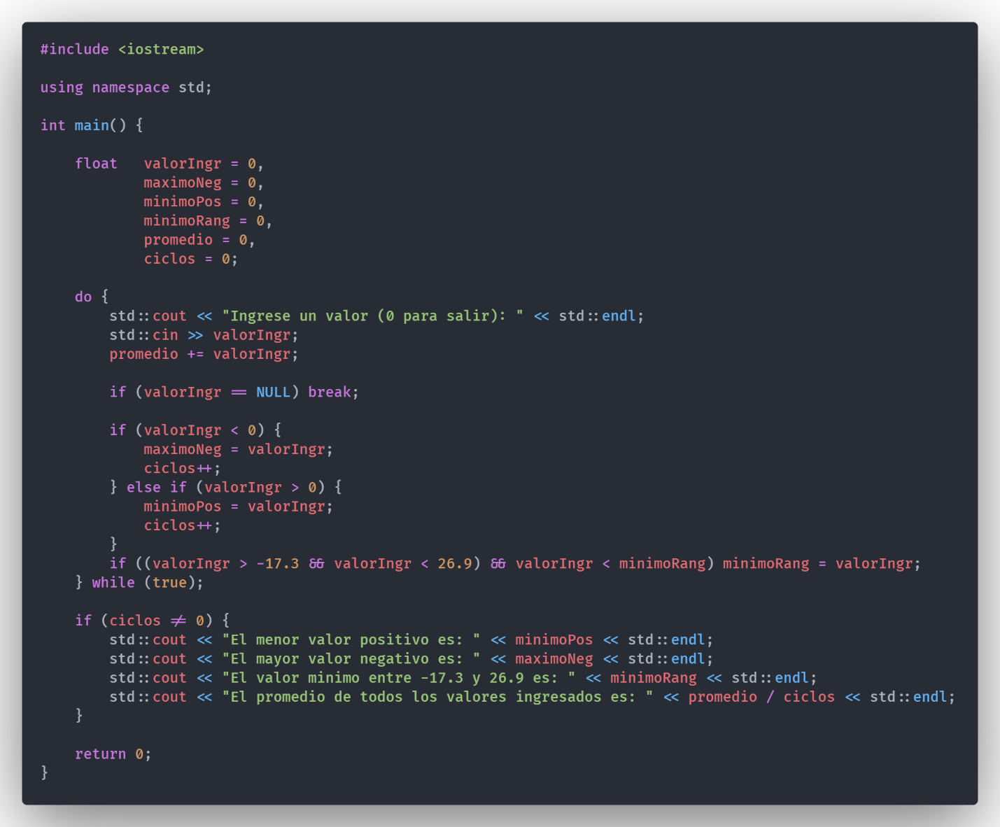 #include <iostream>

using namespace std;

int main() {

    float   valorIngr = 0,
            maximoNeg = 0,
            minimoPos = 0,
            minimoRang = 0,
            promedio = 0,
            ciclos = 0;

    do {
        std::cout << "Ingrese un valor (0 para salir): " << std::endl;
        std::cin >> valorIngr;
        promedio += valorIngr;

        if (valorIngr == NULL) break;

        if (valorIngr < 0) {
            maximoNeg = valorIngr;
            ciclos++;
        } else if (valorIngr > 0) {
            minimoPos = valorIngr;
            ciclos++;
        }
        if ((valorIngr > -17.3 && valorIngr < 26.9) && valorIngr < minimoRang) minimoRang = valorIngr;
    } while (true);

    if (ciclos != 0) {
        std::cout << "El menor valor positivo es: " << minimoPos << std::endl;
        std::cout << "El mayor valor negativo es: " << maximoNeg << std::endl;
        std::cout << "El valor minimo entre -17.3 y 26.9 es: " << minimoRang << std::endl;
        std::cout << "El promedio de todos los valores ingresados es: " << promedio / ciclos << std::endl;
    }

    return 0;
}